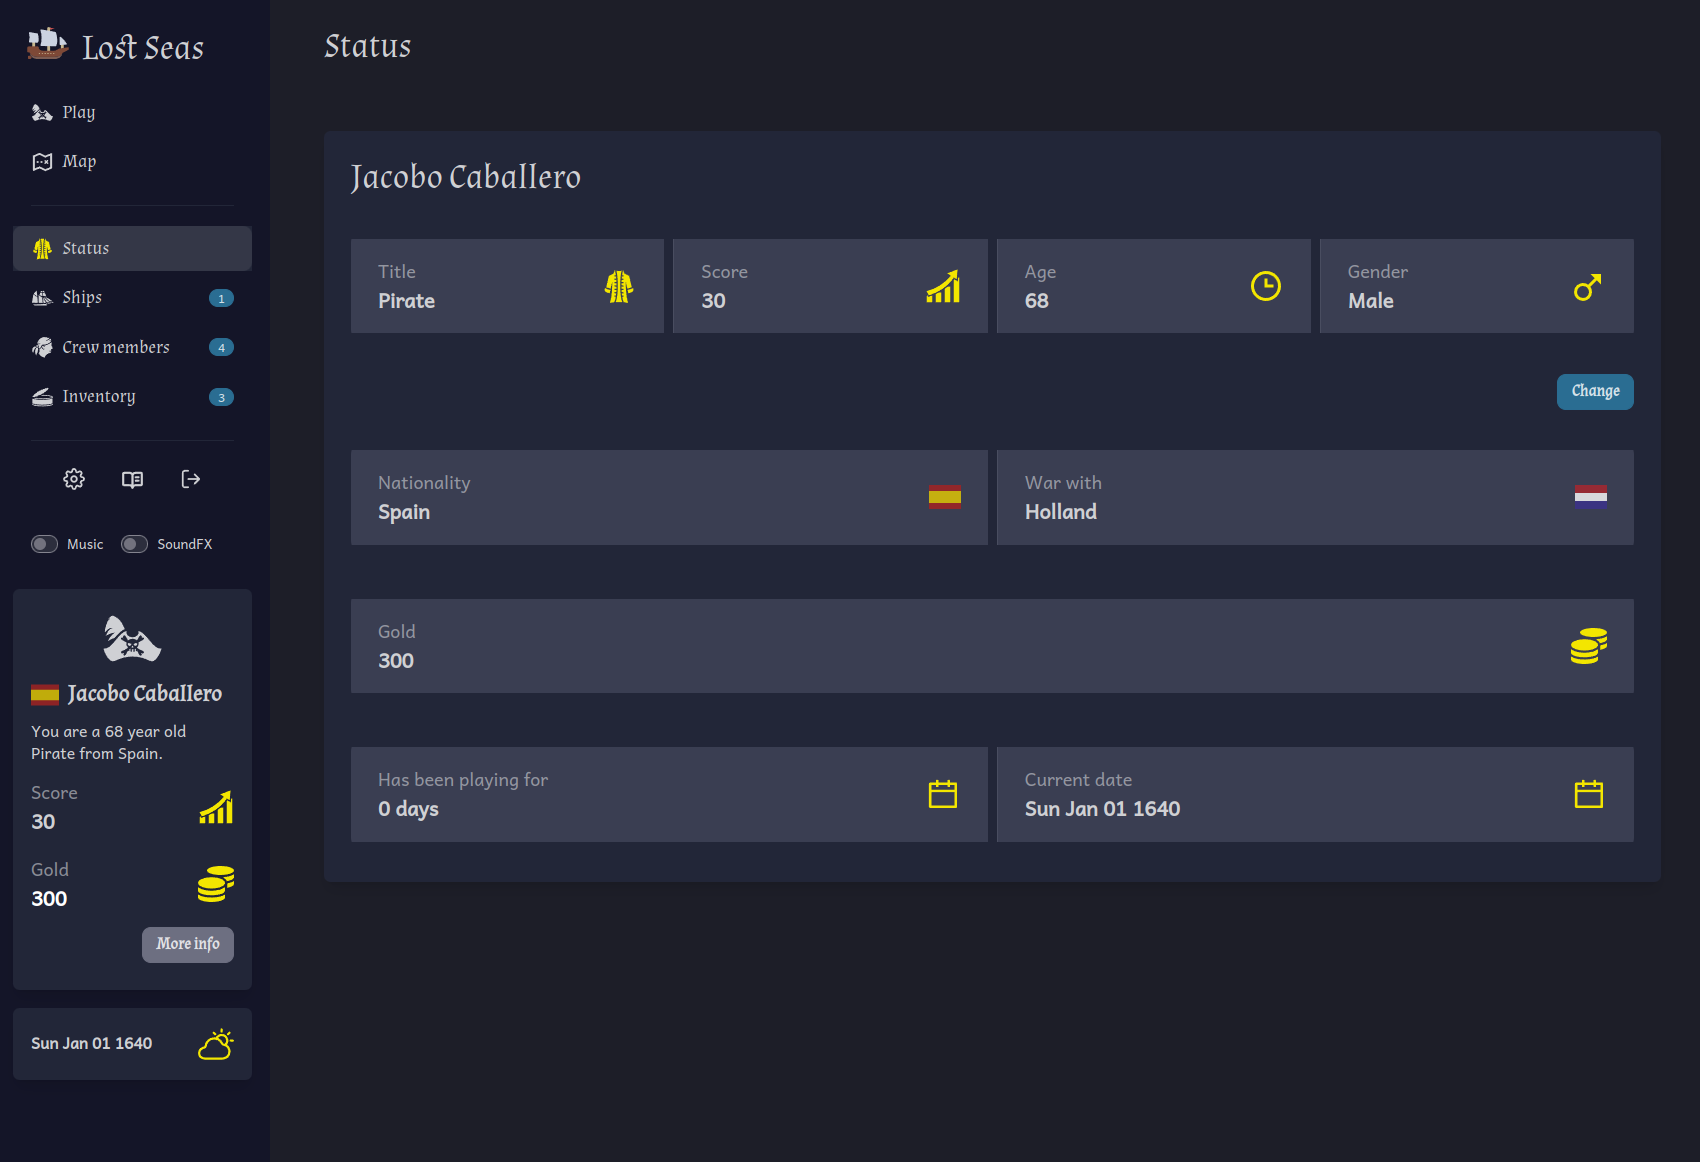 Lost Seas
Play
Map
Status
Ships 1
Crew members 4
Inventory 3
Music SoundFX
Jacobo Caballero
You are a 68 year old
Pirate from Spain.
Score
30
Gold
300
More info
Sun Jan 01 1640
Status
Jacobo Caballero
Title
Pirate
Score
30
Age
68
Gender
Male
Change
Nationality
Spain
War with
Holland
Gold
300
Has been playing for
0 days
Current date
Sun Jan 01 1640